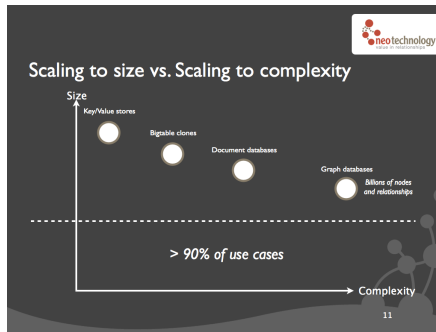 neotechnology
value in relationships
Scaling to size vs. Scaling to complexity
Size
Key/Value stores
Bigtable clones
Document databases
Graph databases
Billions of nodes
and relationships
> 90% of use cases
Complexity
11